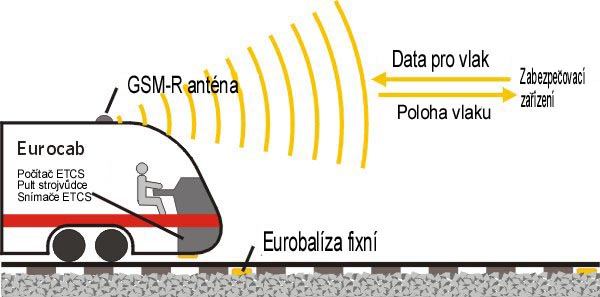 Data pro vlak
GSM-R anténa
Zabezpečovací
zařízení
Poloha vlaku
Eurocab
Počítač ETCS
Pult strojvůdce
Snímače ETCS
Eurobalíza fixní